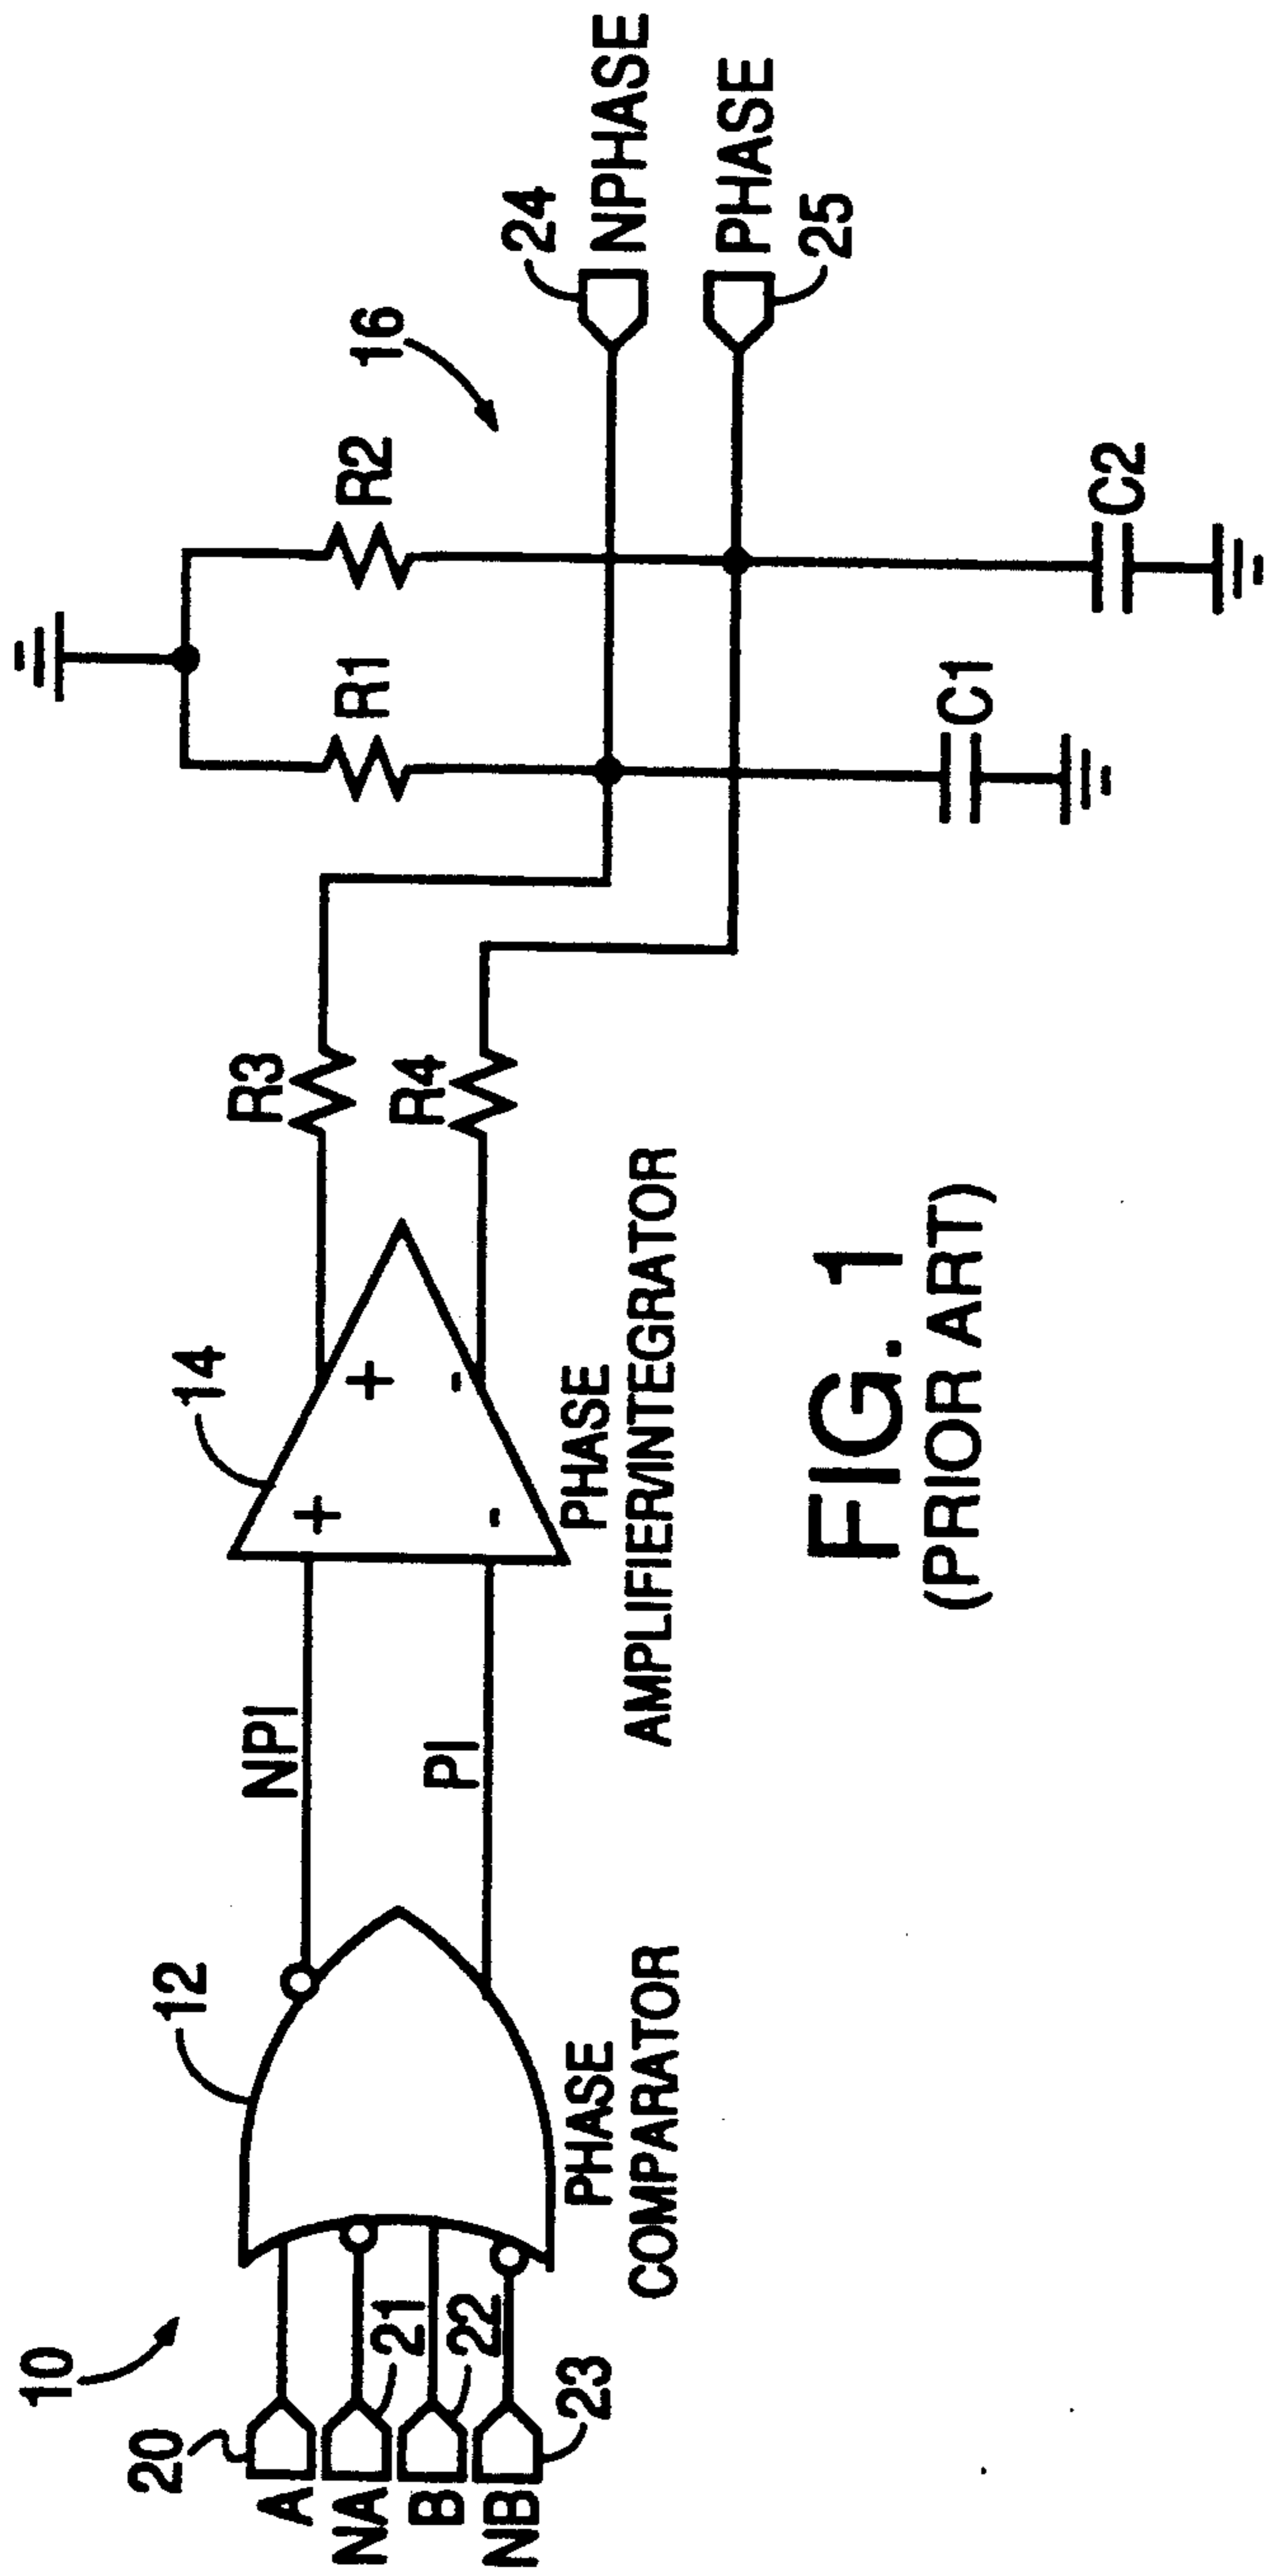 10
20
A
NA
21
B
22
NB
23
12
PHASE
COMPARATOR
NPI
PI
14
+
-
+
-
PHASE
AMPLIFIER/INTEGRATOR
R3
R4
R1
R2
16
C1
C2
24
NPHASE
PHASE
25
FIG. 1
(PRIOR ART)